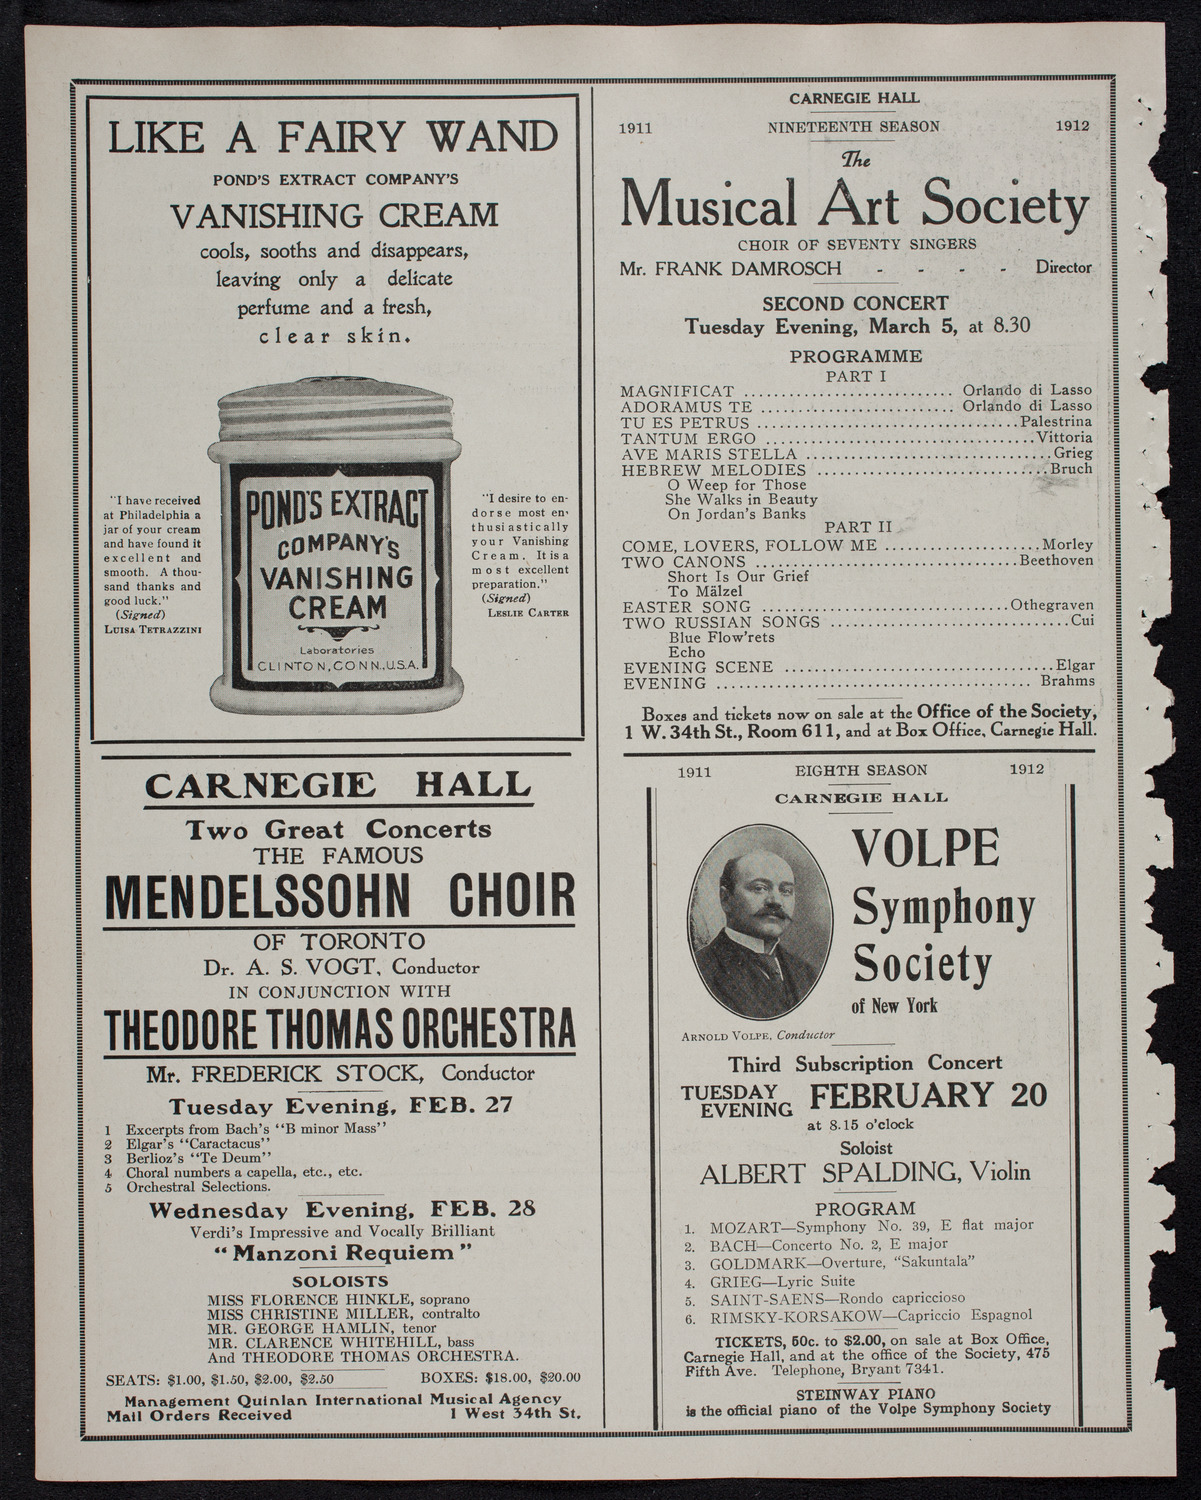 LIKE A FAIRY WAND
POND'S EXTRACT COMPANY'S
VANISHING CREAM
cools, sooths and disappears,
leaving only a delicate
perfume and a fresh,
clear skin.
"I have received
at Philadelphia a
jar of your cream
and have found it
excellent and
smooth. A thou-
sand thanks and
good luck."
(Signed)
LUISA TETRAZZINI
POND'S EXTRACT
COMPANY'S
VANISHING
CREAM
Laboratories
CLINTON, CONN., U.S.A.
"I desire to en-
dorse most en-
thusiastically
your Vanishing
Cream. It is a
most excellent
preparation."
(Signed)
LESLIE CARTER
CARNEGIE HALL
Two Great Concerts
THE FAMOUS
MENDELSSOHN CHOIR
OF TORONTO
Dr. A. S. VOGT, Conductor
IN CONJUNCTION WITH
THEODORE THOMAS ORCHESTRA
Mr. FREDERICK STOCK, Conductor
Tuesday Evening, FEB. 27
1 Excerpts from Bach's "B minor Mass"
2 Elgar's "Caractacus"
3 Berlioz's "Te Deum"
4 Choral numbers a capella, etc., etc.
5 Orchestral Selections.
Wednesday Evening, FEB. 28
Verdi's Impressive and Vocally Brilliant
"Manzoni Requiem"
SOLOISTS
MISS FLORENCE HINKLE, soprano
MISS CHRISTINE MILLER, contralto
MR. GEORGE HAMLIN, tenor
MR. CLARENCE WHITEHILL, bass
And THEODORE THOMAS ORCHESTRA.
SEATS: $1.00, $1.50, $2.00, $2.50 BOXES: $18.00, $20.00
Management Quinlan International Musical Agency
Mail Orders Received 1 West 34th St.
CARNEGIE HALL
1911 NINETEENTH SEASON 1912
The
Musical Art Society
CHOIR OF SEVENTY SINGERS
Mr. FRANK DAMROSCH - - - - Director
SECOND CONCERT
Tuesday Evening, March 5, at 8.30
PROGRAMME
PART I
MAGNIFICAT ........................ Orlando di Lasso
ADORAMUS TE ...................... Orlando di Lasso
TU ES PETRUS ..............................Palestrina
TANTUM ERGO ...............................Vittoria
AVE MARIS STELLA ............................Grieg
HEBREW MELODIES ..........................Bruch
O Weep for Those
She Walks in Beauty
On Jordan's Banks
PART II
COME, LOVERS, FOLLOW ME ....................Morley
TWO CANONS ..............................Beethoven
Short Is Our Grief
To Mälzel
EASTER SONG ............................Othegraven
TWO RUSSIAN SONGS ..........................Cui
Blue Flow'rets
Echo
EVENING SCENE ..............................Elgar
EVENING .................................. Brahms
Boxes and tickets now on sale at the Office of the Society,
1 W. 34th St., Room 611, and at Box Office, Carnegie Hall.
1911 EIGHTH SEASON 1912
CARNEGIE HALL
VOLPE
Symphony
Society
of New York
ARNOLD VOLPE, Conductor
Third Subscription Concert
TUESDAY EVENING FEBRUARY 20
at 8.15 o'clock
Soloist
ALBERT SPALDING, Violin
PROGRAM
1. MOZART—Symphony No. 39, E flat major
2. BACH—Concerto No. 2, E major
3. GOLDMARK—Overture, "Sakuntala"
4. GRIEG—Lyric Suite
5. SAINT-SAENS—Rondo capriccioso
6. RIMSKY-KORSAKOW—Capriccio Espagnol
TICKETS, 50c. to $2.00, on sale at Box Office,
Carnegie Hall, and at the office of the Society, 475
Fifth Ave. Telephone, Bryant 7341.
STEINWAY PIANO
is the official piano of the Volpe Symphony Society